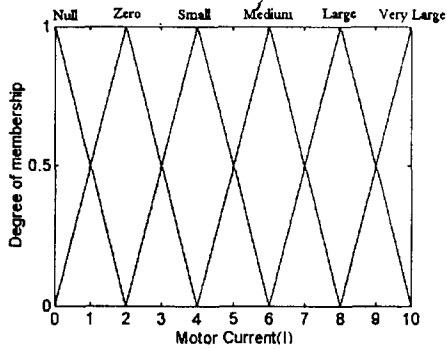 Null Zero Small Medium Large Very Large
1
0.5
0
Degree of membership
0 1 2 3 4 5 6 7 8 9 10
Motor Current(I)